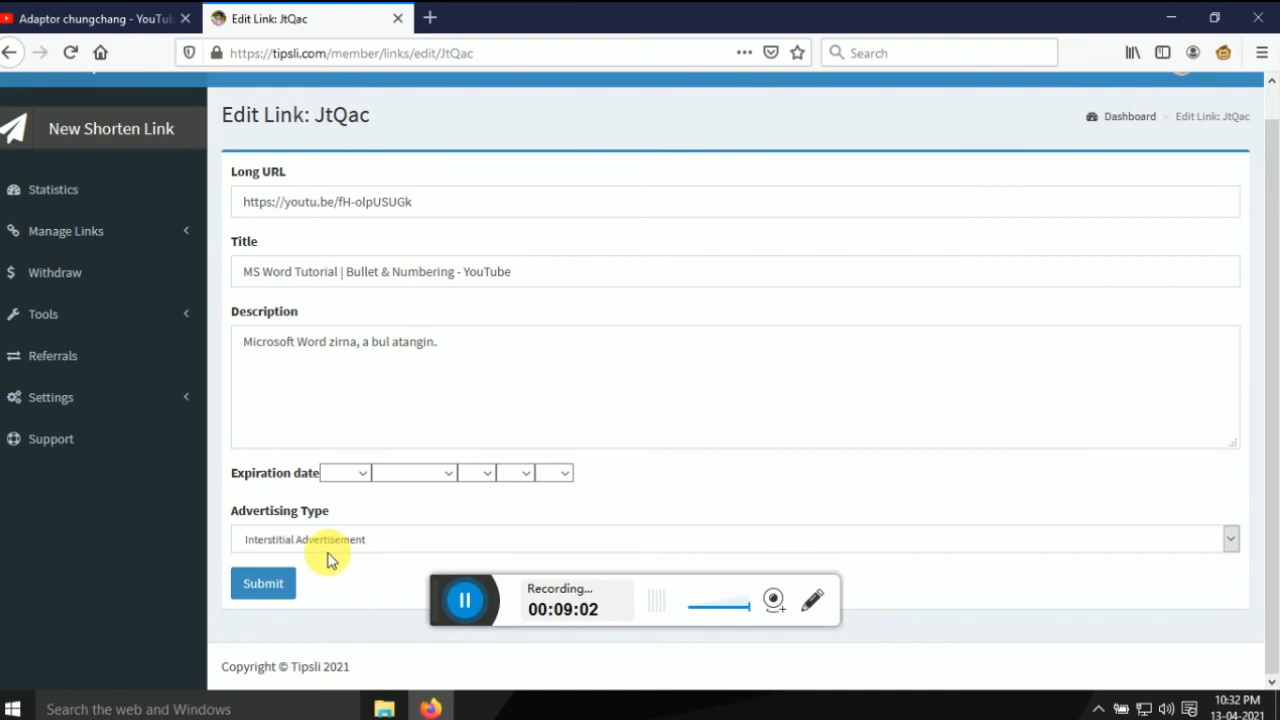 Adaptor chungchang - YouTub
Edit Link: JtQac
https://tipsli.com/member/links/edit/JtQac
Search
New Shorten Link
Statistics
Manage Links
Withdraw
Tools
Referrals
Settings
Support
Edit Link: JtQac
Dashboard
Edit Link: JtQac
Long URL
https://youtu.be/fH-olpUSUGk
Title
MS Word Tutorial | Bullet & Numbering - YouTube
Description
Microsoft Word zirna, a bul atangin.
Expiration date
Advertising Type
Interstitial Advertisement
Submit
Recording...
00:09:02
Copyright © Tipsli 2021
Search the web and Windows
10:32 PM
13-04-2021